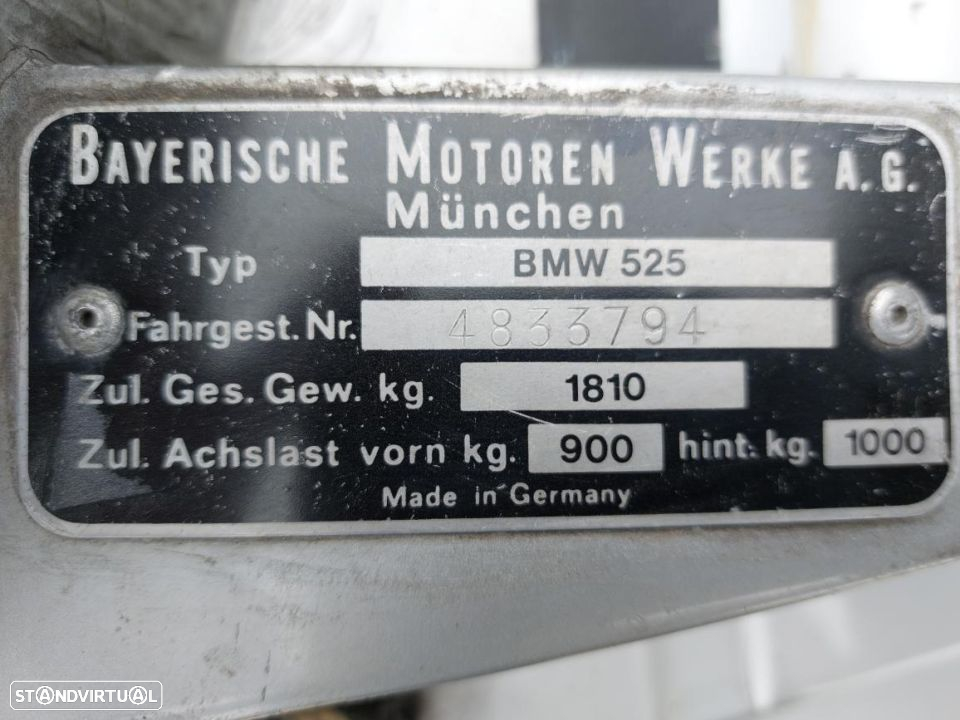 BAYERISCHE MOTOREN WERKE A.G.
München
Typ BMW 525
Fahrgest. Nr. 4833794
Zul. Ges. Gew. kg. 1810
Zul. Achslast vorn kg. 900 hint. kg. 1000
Made in Germany
STANDVIRTUAL